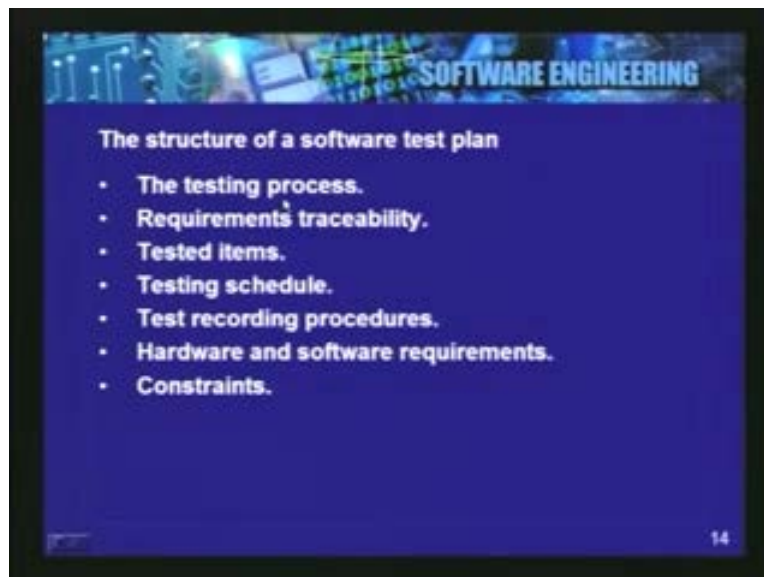 SOFTWARE ENGINEERING
The structure of a software test plan
• The testing process.
• Requirements traceability.
• Tested items.
• Testing schedule.
• Test recording procedures.
• Hardware and software requirements.
• Constraints.
14